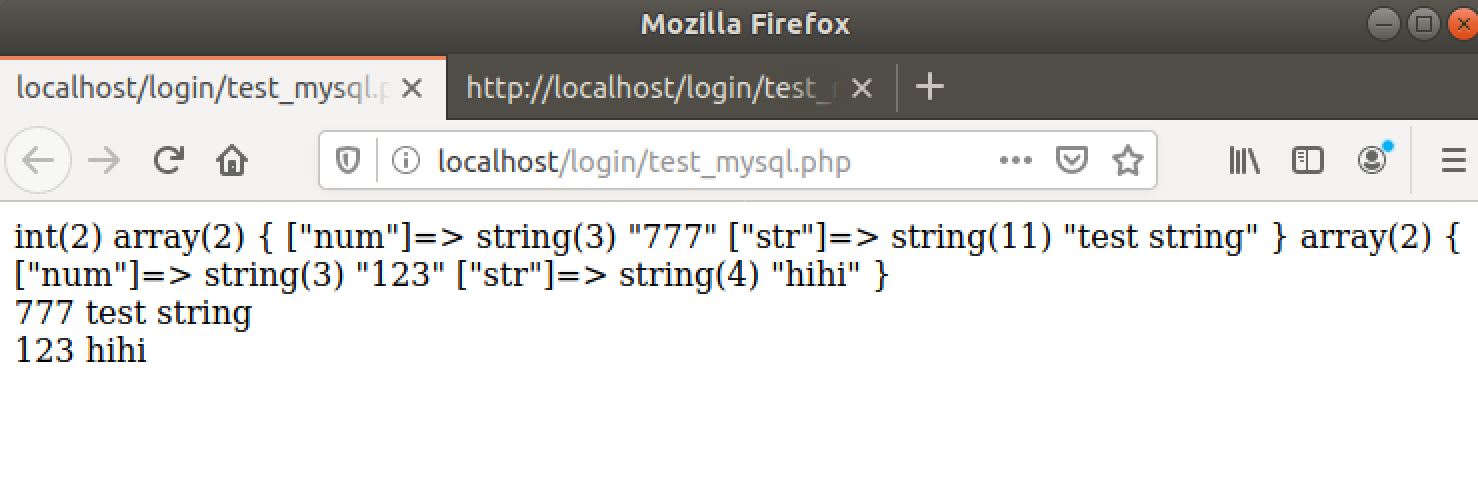 Mozilla Firefox
localhost/login/test_mysql.p
http://localhost/login/test_
localhost/login/test_mysql.php
int(2) array(2) { ["num"]=> string(3) "777" ["str"]=> string(11) "test string" } array(2) {
["num"]=> string(3) "123" ["str"]=> string(4) "hihi" }
777 test string
123 hihi